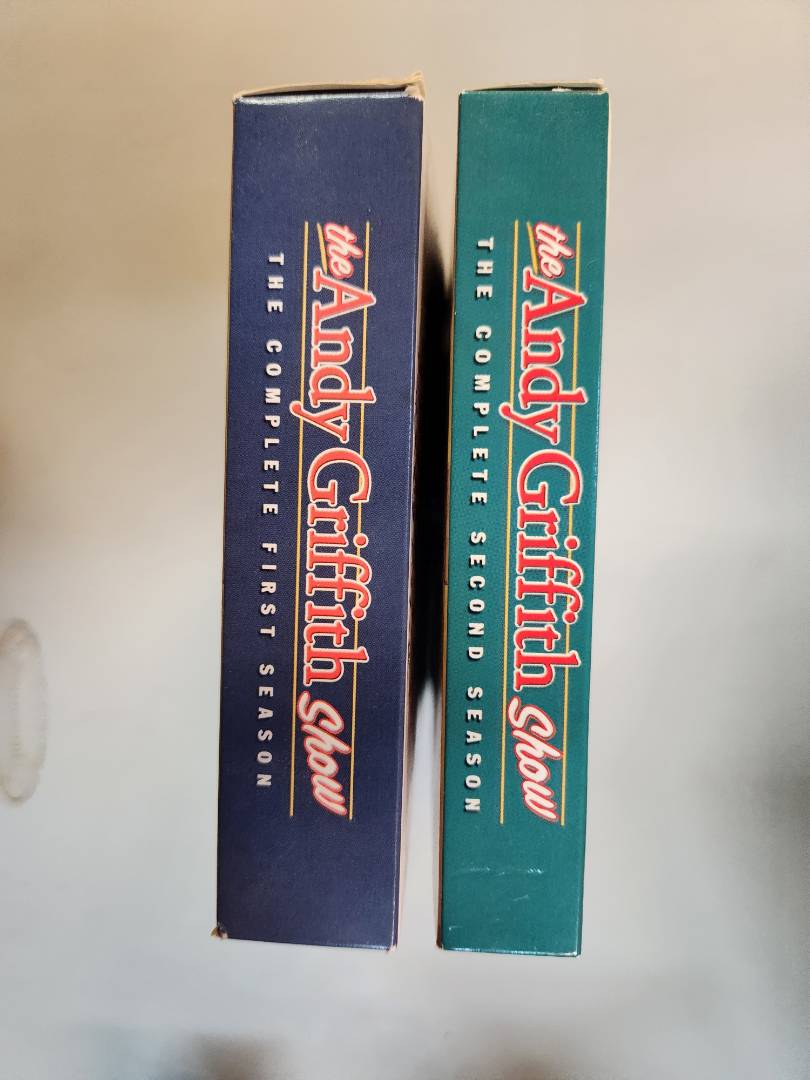 the Andy Griffith Show
THE COMPLETE FIRST SEASON
the Andy Griffith Show
THE COMPLETE SECOND SEASON